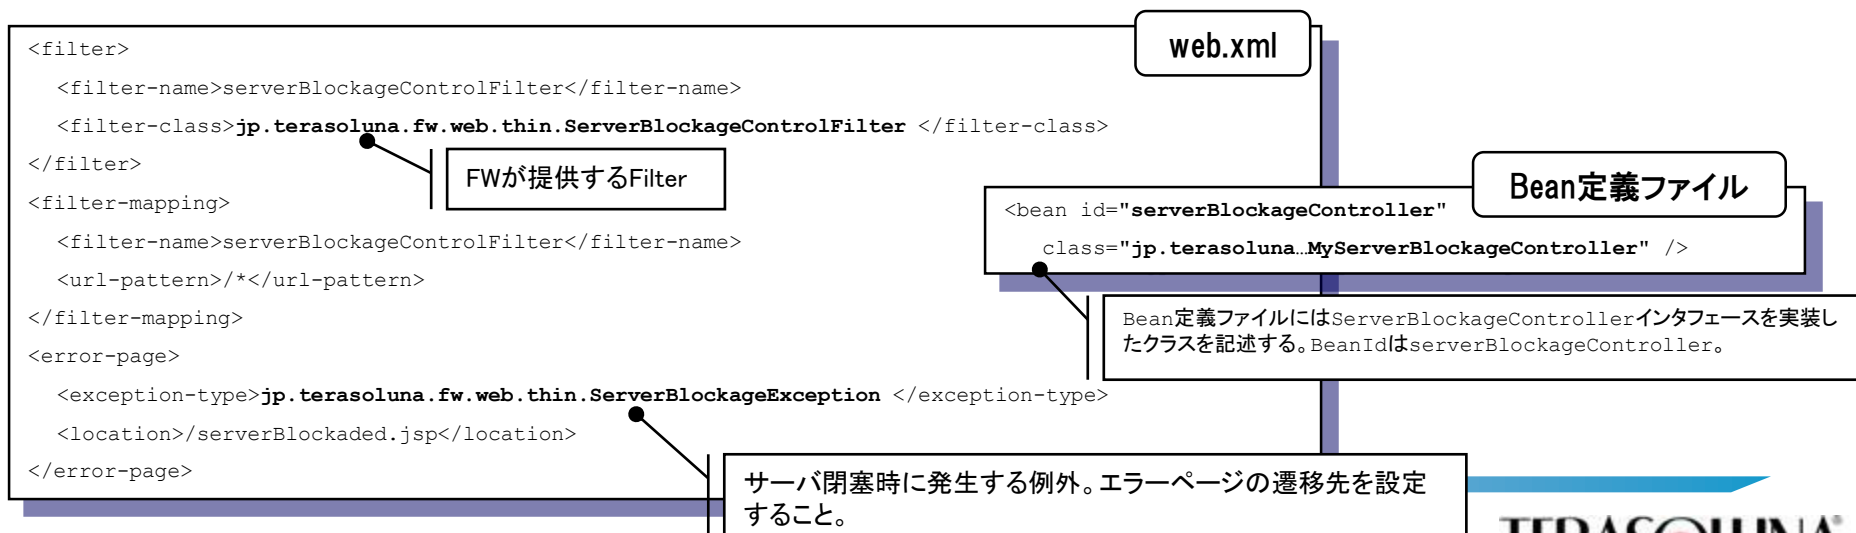 web.xml
<filter>
<filter-name>serverBlockageControlFilter</filter-name>
<filter-class>jp.terasoluna.fw.web.thin.ServerBlockageControlFilter </filter-class>
</filter>
FWが提供するFilter
<filter-mapping>
<filter-name>serverBlockageControlFilter</filter-name>
<url-pattern>/*</url-pattern>
</filter-mapping>
<error-page>
<exception-type>jp.terasoluna.fw.web.thin.ServerBlockageException </exception-type>
<location>/serverBlockaded.jsp</location>
</error-page>
サーバ閉塞時に発生する例外。エラーページの遷移先を設定
すること。
Bean定義ファイル
<bean id="serverBlockageController"
class="jp.terasoluna…MyServerBlockageController" />
Bean定義ファイルにはServerBlockageControllerインタフェースを実装し
たクラスを記述する。BeanIdはserverBlockageController。
TERASOLUNA®